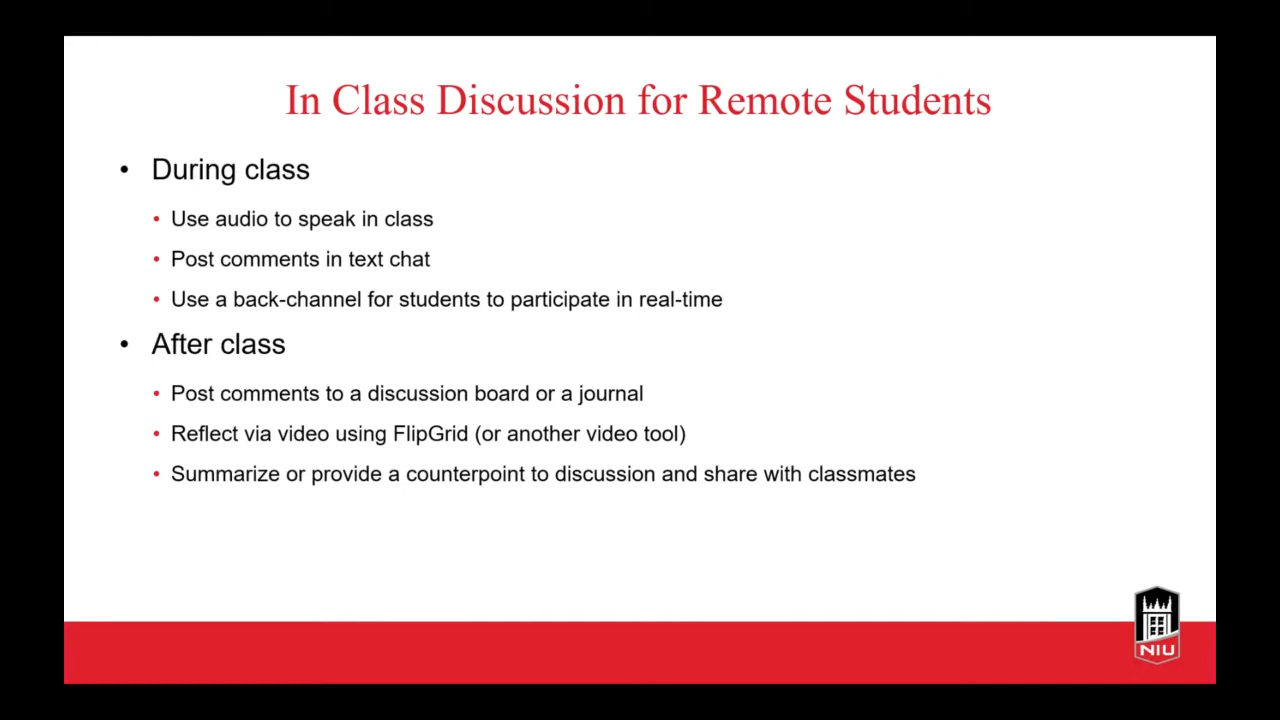 In Class Discussion for Remote Students
• During class
• Use audio to speak in class
• Post comments in text chat
• Use a back-channel for students to participate in real-time
• After class
• Post comments to a discussion board or a journal
• Reflect via video using FlipGrid (or another video tool)
• Summarize or provide a counterpoint to discussion and share with classmates
NIU